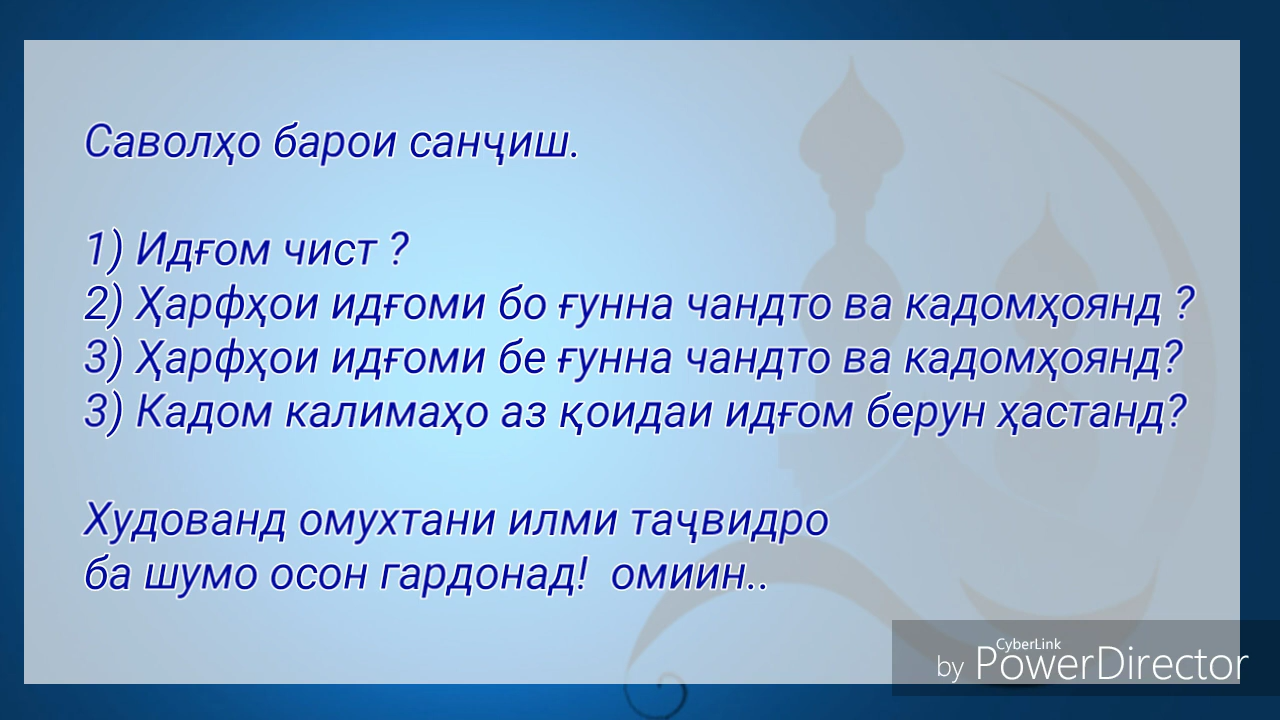 Саволҳо барои санҷиш.
1) Идғом чист ?
2) Ҳарфҳои идғоми бо ғунна чандто ва кадомҳоянд ?
3) Ҳарфҳои идғоми бе ғунна чандто ва кадомҳоянд?
3) Кадом калимаҳо аз қоидаи идғом берун ҳастанд?
Худованд омухтани илми таҷвидро
ба шумо осон гардонад!  омиин..
CyberLink
by PowerDirector